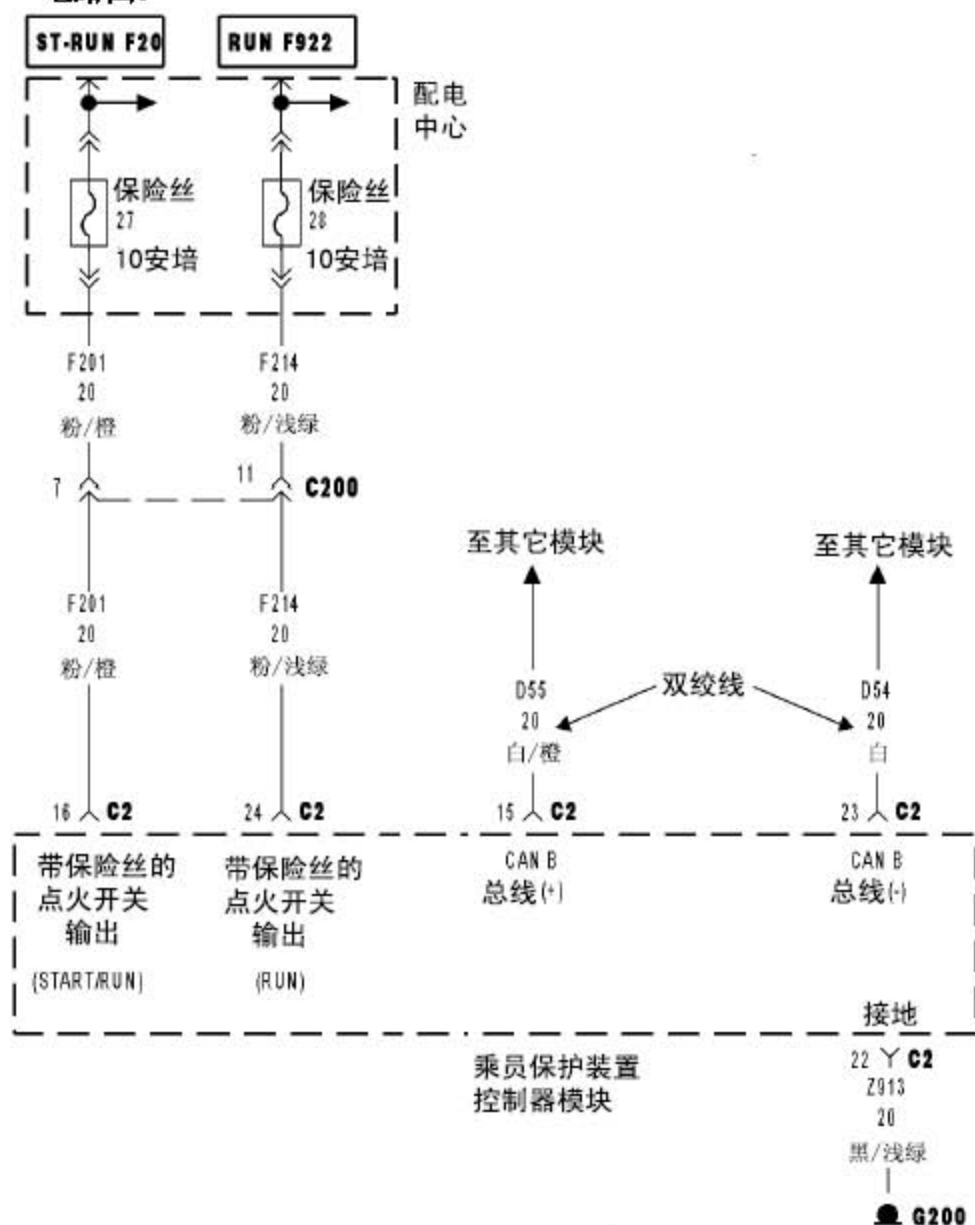 ST-RUN F20
RUN F922
配电
中心
保险丝
27
10安培
保险丝
28
10安培
F201
20
粉/橙
F214
20
粉/浅绿
7
11
C200
F201
20
粉/橙
F214
20
粉/浅绿
至其它模块
至其它模块
D55
20
白/橙
双绞线
D54
20
白
16 C2
24 C2
15 C2
23 C2
带保险丝的
点火开关
输出
(START/RUN)
带保险丝的
点火开关
输出
(RUN)
CAN B
总线(+)
CAN B
总线(-)
接地
乘员保护装置
控制器模块
22 C2
Z913
20
黑/浅绿
G200